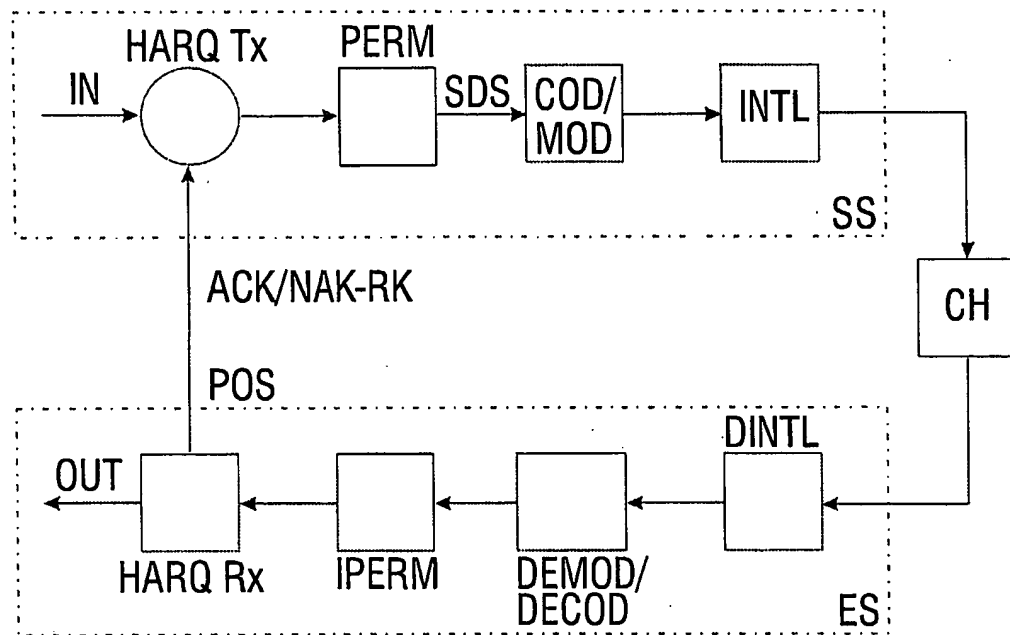 HARQ Tx
PERM
IN
SDS
COD/
MOD
INTL
SS
ACK/NAK-RK
CH
POS
DINTL
OUT
HARQ Rx
IPERM
DEMOD/
DECOD
ES